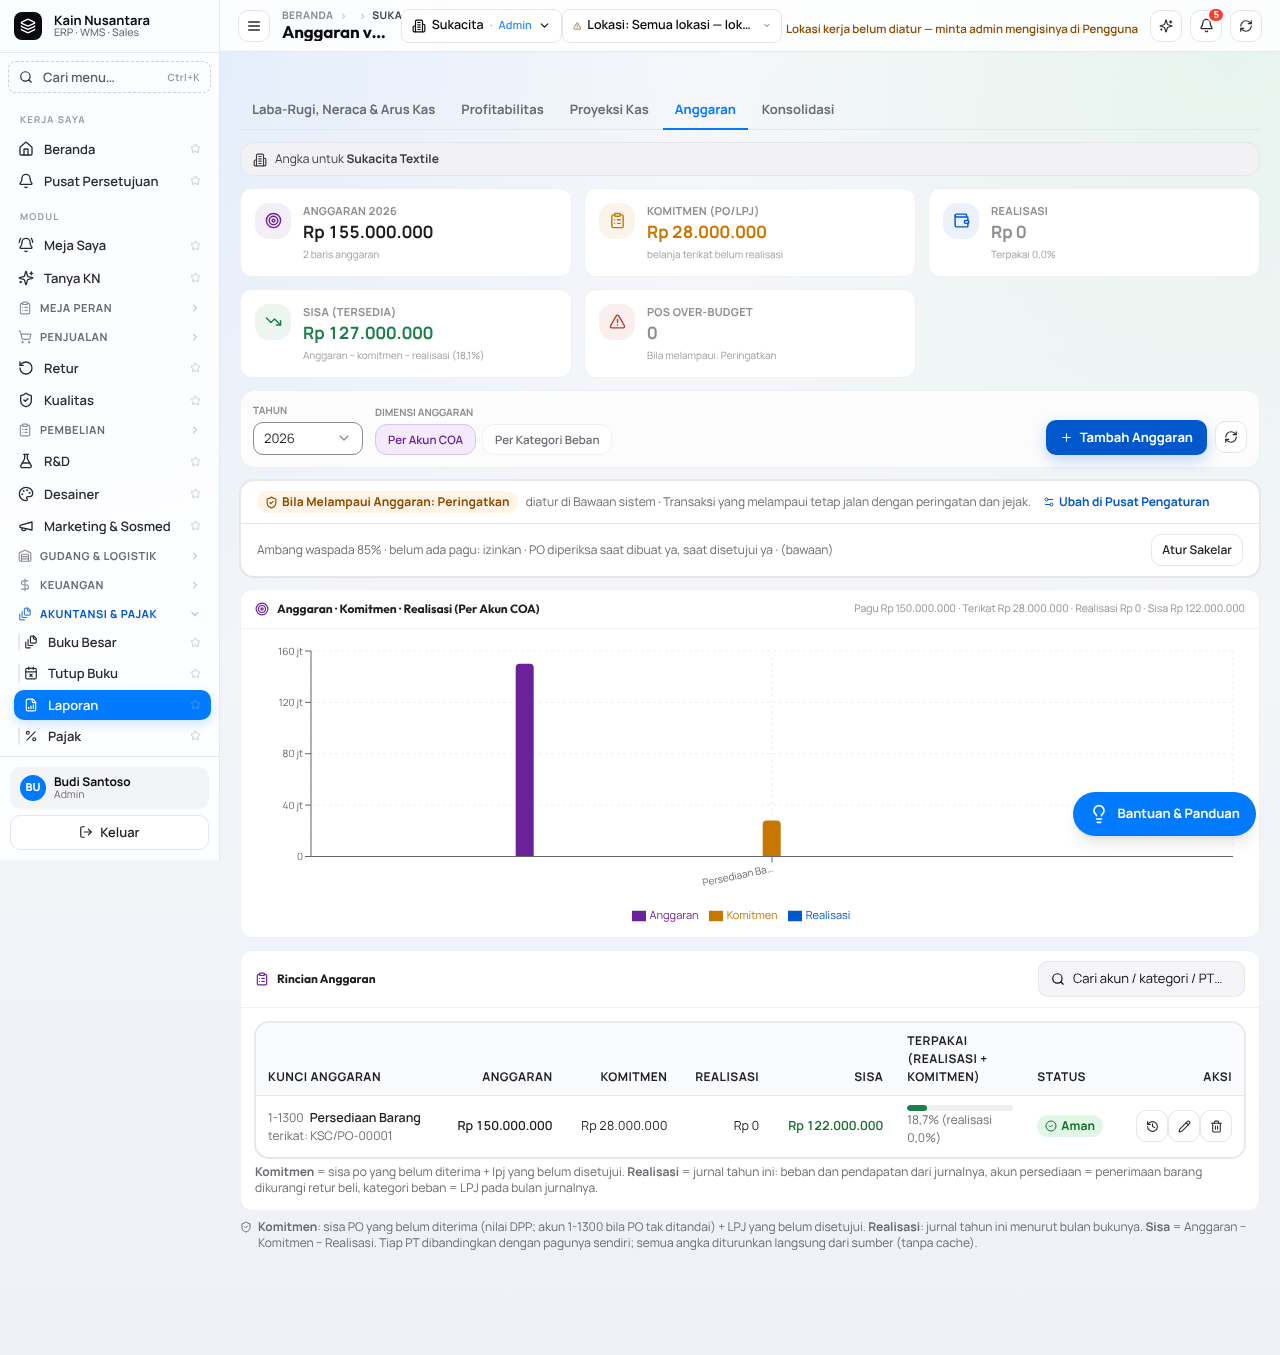 Kain Nusantara
ERP · WMS · Sales
Cari menu... Ctrl+K
KERJA SAYA
Beranda
Pusat Persetujuan
MODUL
Meja Saya
Tanya KN
MEJA PERAN
PENJUALAN
Retur
Kualitas
PEMBELIAN
R&D
Desainer
Marketing & Sosmed
GUDANG & LOGISTIK
KEUANGAN
AKUNTANSI & PAJAK
Buku Besar
Tutup Buku
Laporan
Pajak
BU Budi Santoso
Admin
Keluar
BERANDA > > SUKA
Anggaran v...
Sukacita · Admin
Lokasi: Semua lokasi — lok...
Lokasi kerja belum diatur — minta admin mengisinya di Pengguna
5
Laba-Rugi, Neraca & Arus Kas Profitabilitas Proyeksi Kas Anggaran Konsolidasi
Angka untuk Sukacita Textile
ANGGARAN 2026
Rp 155.000.000
2 baris anggaran
KOMITMEN (PO/LPJ)
Rp 28.000.000
belanja terikat belum realisasi
REALISASI
Rp 0
Terpakai 0,0%
SISA (TERSEDIA)
Rp 127.000.000
Anggaran − komitmen − realisasi (18,1%)
POS OVER-BUDGET
0
Bila melampaui: Peringatkan
TAHUN
2026
DIMENSI ANGGARAN
Per Akun COA Per Kategori Beban
+ Tambah Anggaran
Bila Melampaui Anggaran: Peringatkan diatur di Bawaan sistem · Transaksi yang melampaui tetap jalan dengan peringatan dan jejak. Ubah di Pusat Pengaturan
Ambang waspada 85% · belum ada pagu: izinkan · PO diperiksa saat dibuat ya, saat disetujui ya · (bawaan) Atur Sakelar
Anggaran · Komitmen · Realisasi (Per Akun COA) Pagu Rp 150.000.000 · Terikat Rp 28.000.000 · Realisasi Rp 0 · Sisa Rp 122.000.000
160 jt
120 jt
80 jt
40 jt
0
Persediaan Ba...
Anggaran Komitmen Realisasi
Bantuan & Panduan
Rincian Anggaran Cari akun / kategori / PT...
KUNCI ANGGARAN ANGGARAN KOMITMEN REALISASI SISA TERPAKAI (REALISASI + KOMITMEN) STATUS AKSI
1-1300 Persediaan Barang Rp 150.000.000 Rp 28.000.000 Rp 0 Rp 122.000.000 18,7% (realisasi 0,0%) Aman
terikat: KSC/PO-00001
Komitmen = sisa po yang belum diterima + lpj yang belum disetujui. Realisasi = jurnal tahun ini: beban dan pendapatan dari jurnalnya, akun persediaan = penerimaan barang
dikurangi retur beli, kategori beban = LPJ pada bulan jurnalnya.
Komitmen: sisa PO yang belum diterima (nilai DPP; akun 1-1300 bila PO tak ditandai) + LPJ yang belum disetujui. Realisasi: jurnal tahun ini menurut bulan bukunya. Sisa = Anggaran −
Komitmen − Realisasi. Tiap PT dibandingkan dengan pagunya sendiri; semua angka diturunkan langsung dari sumber (tanpa cache).